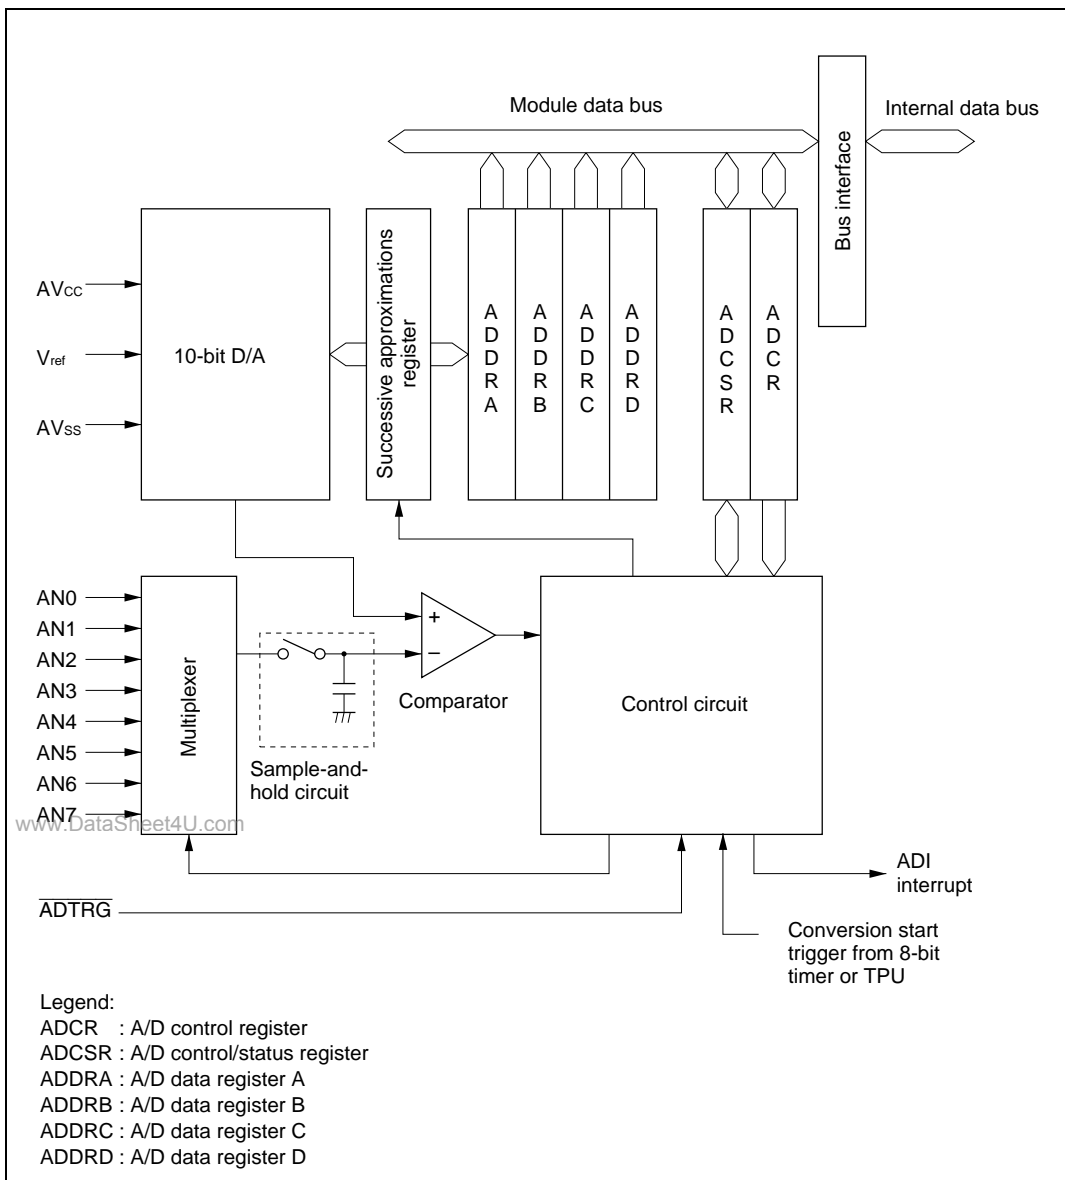 Module data bus
Internal data bus
Bus interface
AVCC
Vref
AVSS
10-bit D/A
Successive approximations
register
ADDRA
ADDRB
ADDRC
ADDRD
ADCSR
ADCR
AN0
AN1
AN2
AN3
AN4
AN5
AN6
AN7
Multiplexer
+
−
Comparator
Sample-and-
hold circuit
Control circuit
www.DataSheet4U.com
ADTRG
ADI
interrupt
Conversion start
trigger from 8-bit
timer or TPU
Legend:
ADCR : A/D control register
ADCSR : A/D control/status register
ADDRA : A/D data register A
ADDRB : A/D data register B
ADDRC : A/D data register C
ADDRD : A/D data register D